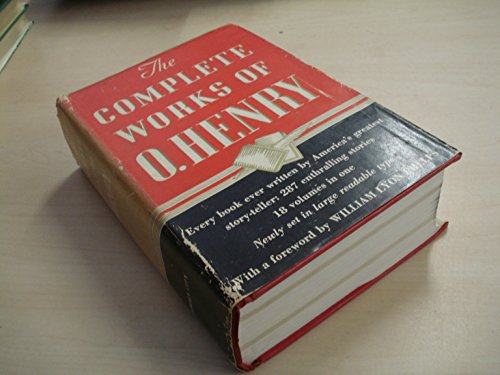 The
COMPLETE
WORKS OF
O. HENRY
Every book ever written by America's greatest
story-teller: 287 enthralling stories
18 volumes in one
Newly set in large readable type
With a foreword by WILLIAM LYON